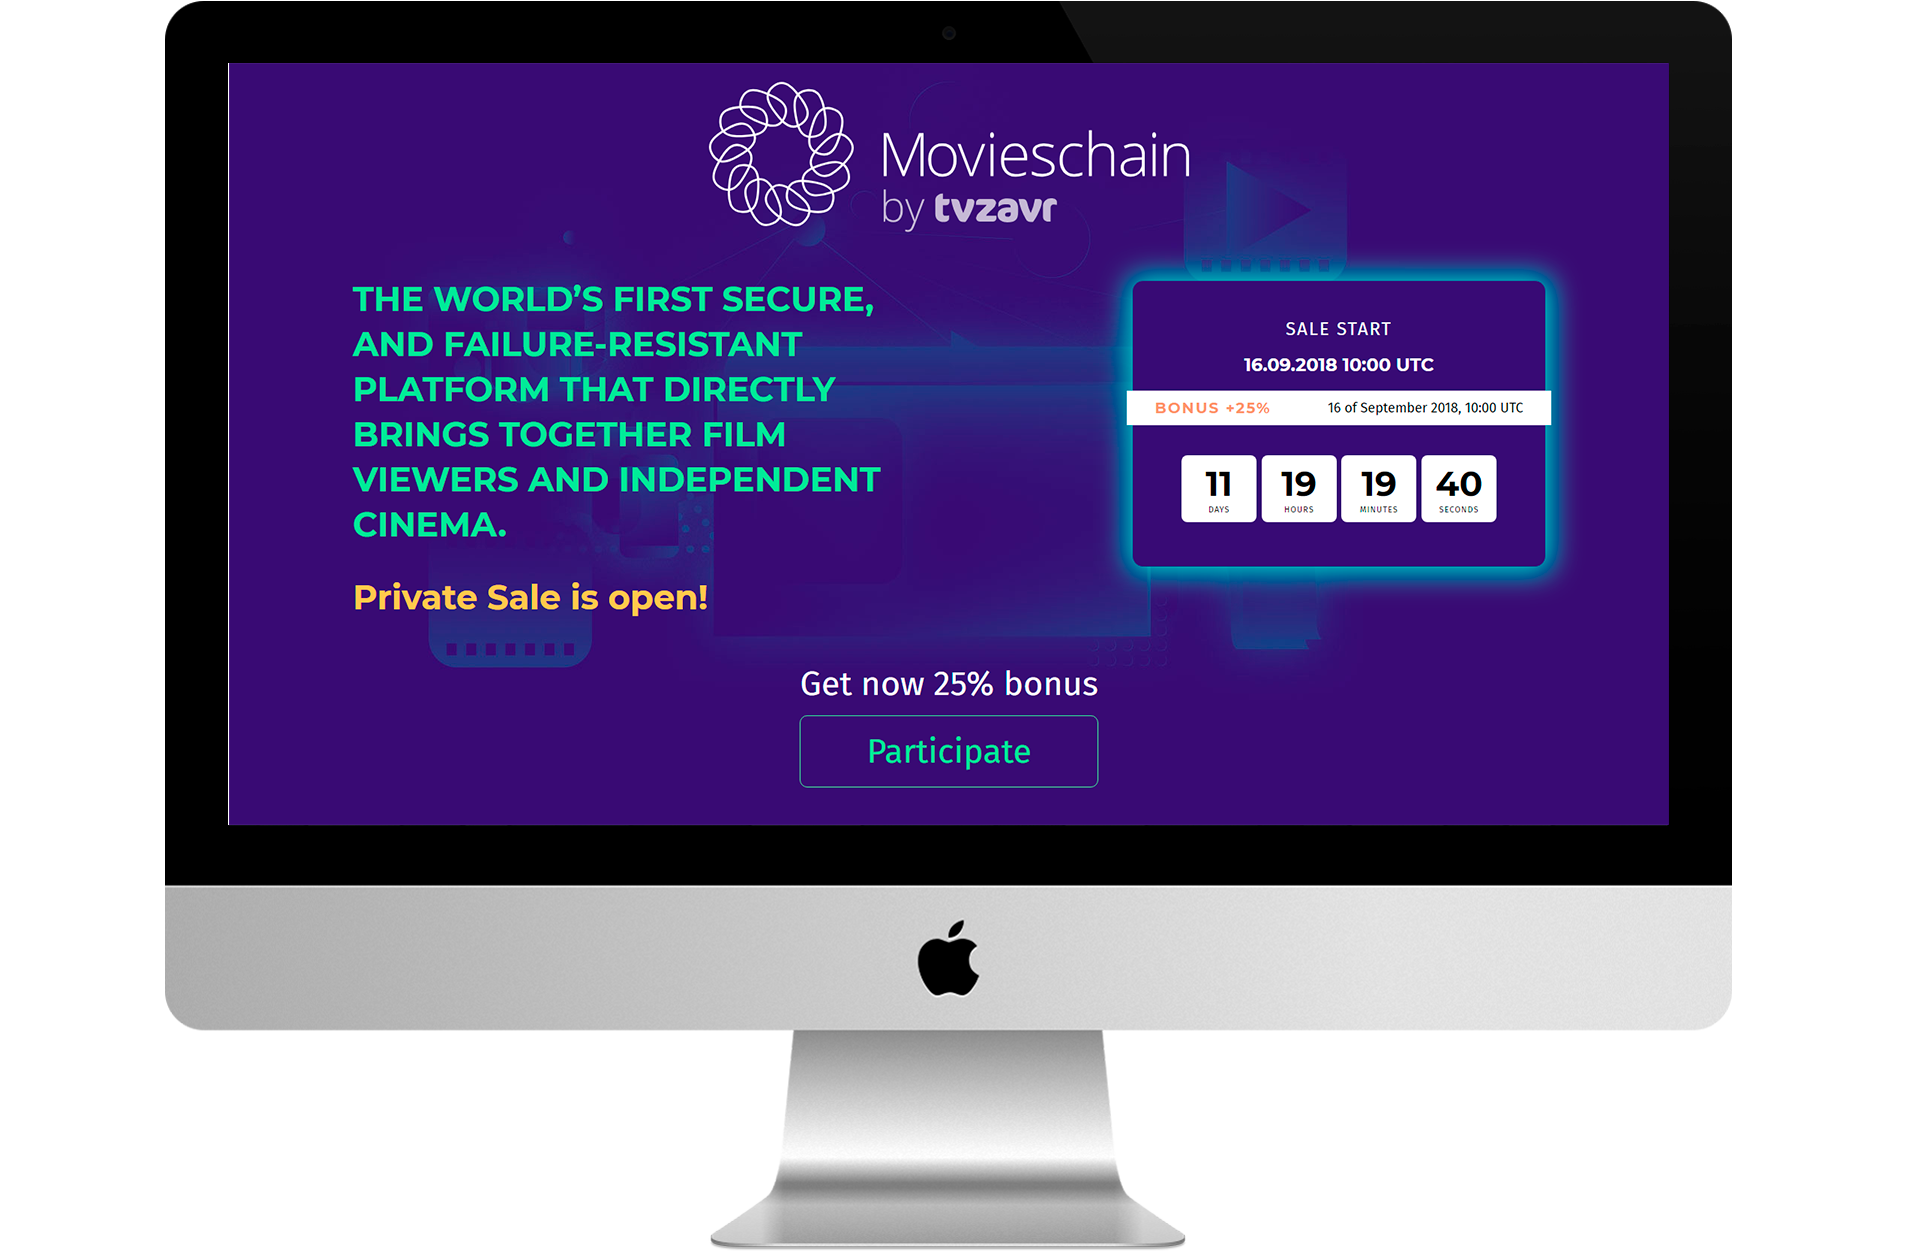 Movieschain
by tvzavr
THE WORLD’S FIRST SECURE,
AND FAILURE-RESISTANT
PLATFORM THAT DIRECTLY
BRINGS TOGETHER FILM
VIEWERS AND INDEPENDENT
CINEMA.
Private Sale is open!
SALE START
16.09.2018 10:00 UTC
BONUS +25% 16 of September 2018, 10:00 UTC
11 19 19 40
DAYS HOURS MINUTES SECONDS
Get now 25% bonus
Participate